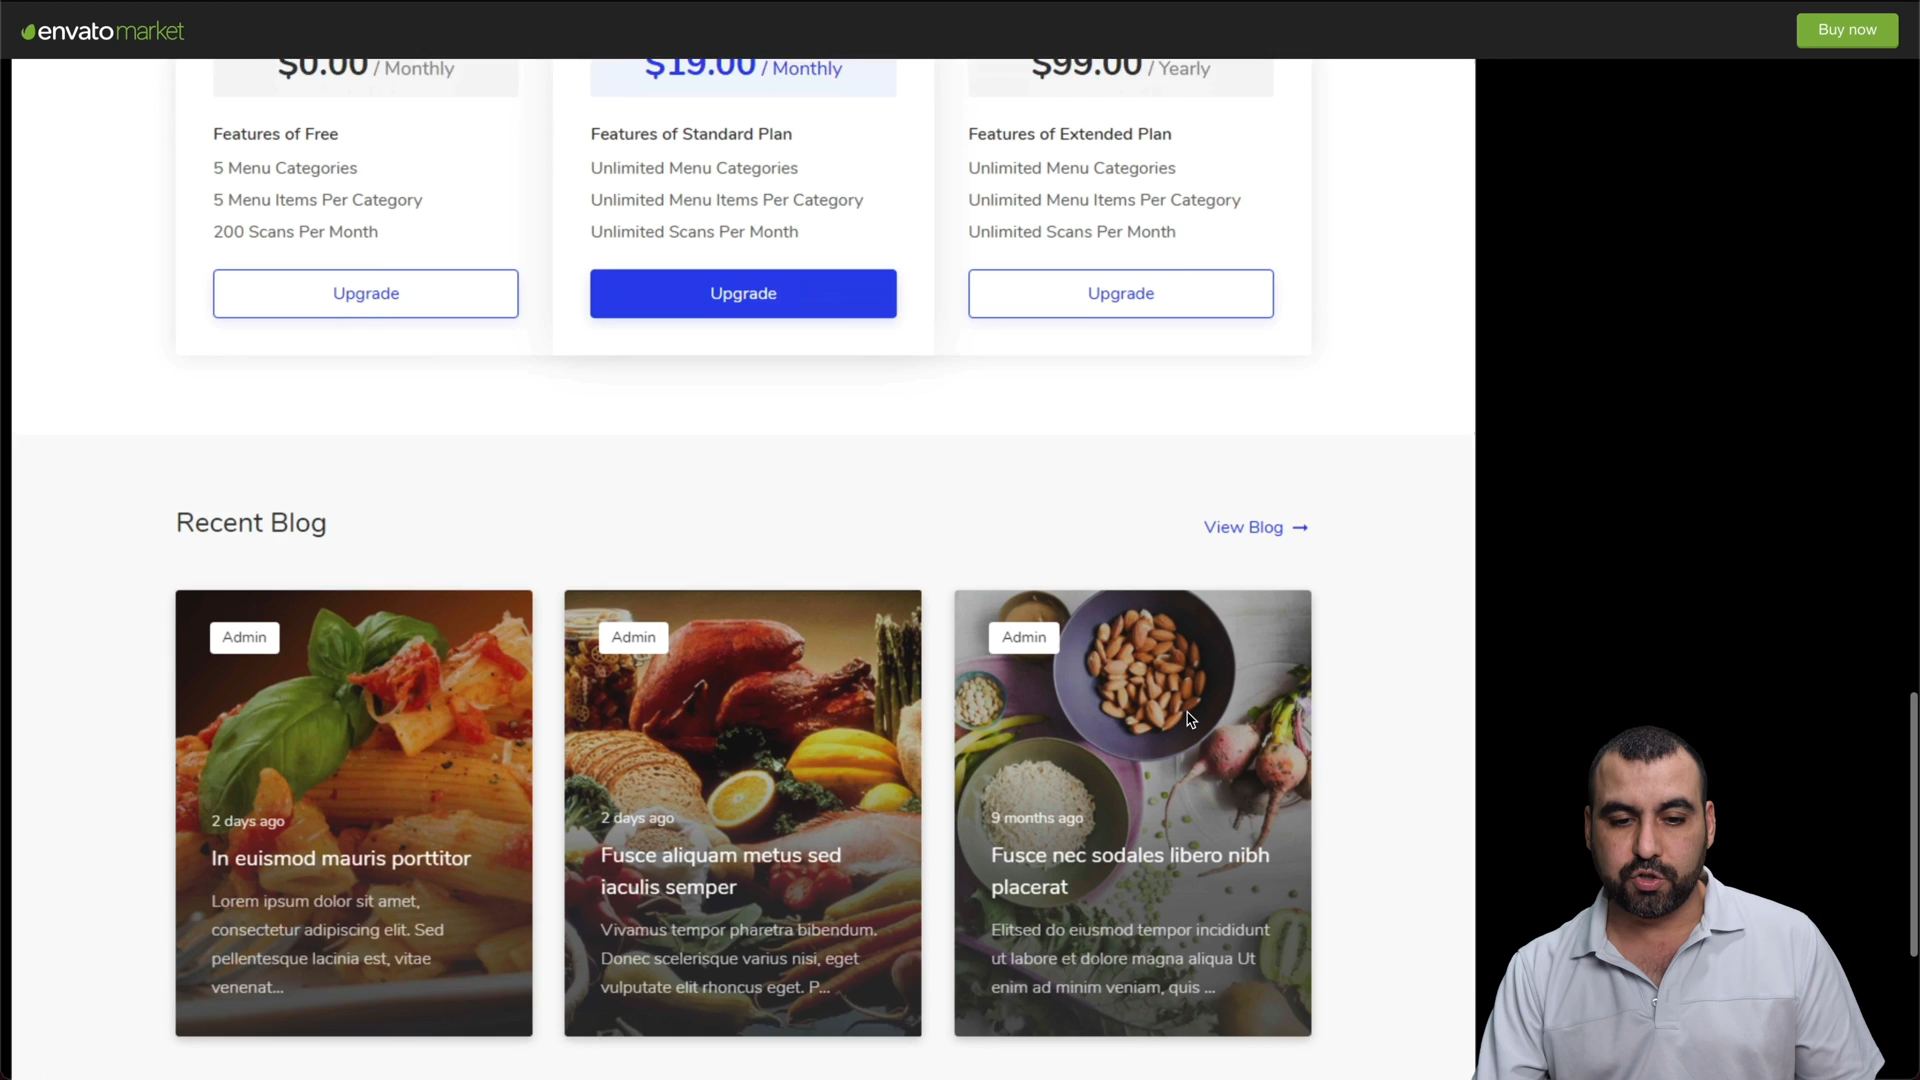 envatomarket
Buy now
$0.00 / Monthly
$19.00 / Monthly
$99.00 / Yearly
Features of Free
5 Menu Categories
5 Menu Items Per Category
200 Scans Per Month
Upgrade
Features of Standard Plan
Unlimited Menu Categories
Unlimited Menu Items Per Category
Unlimited Scans Per Month
Upgrade
Features of Extended Plan
Unlimited Menu Categories
Unlimited Menu Items Per Category
Unlimited Scans Per Month
Upgrade
Recent Blog
View Blog →
Admin
2 days ago
In euismod mauris porttitor
Lorem ipsum dolor sit amet,
consectetur adipiscing elit. Sed
pellentesque lacinia est, vitae
venenat...
Admin
2 days ago
Fusce aliquam metus sed
iaculis semper
Vivamus tempor pharetra bibendum.
Donec scelerisque varius nisi, eget
vulputate elit rhoncus eget. P...
Admin
9 months ago
Fusce nec sodales libero nibh
placerat
Elitsed do eiusmod tempor incididunt
ut labore et dolore magna aliqua Ut
enim ad minim veniam, quis ...